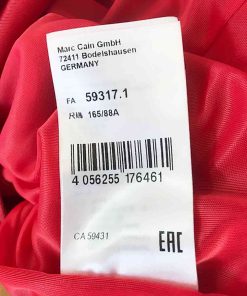 Marc Cain GmbH
72411 Bodelshausen
GERMANY
FA 59317.1
尺码 165/88A
4 056255 176461
CA 59431
EAC